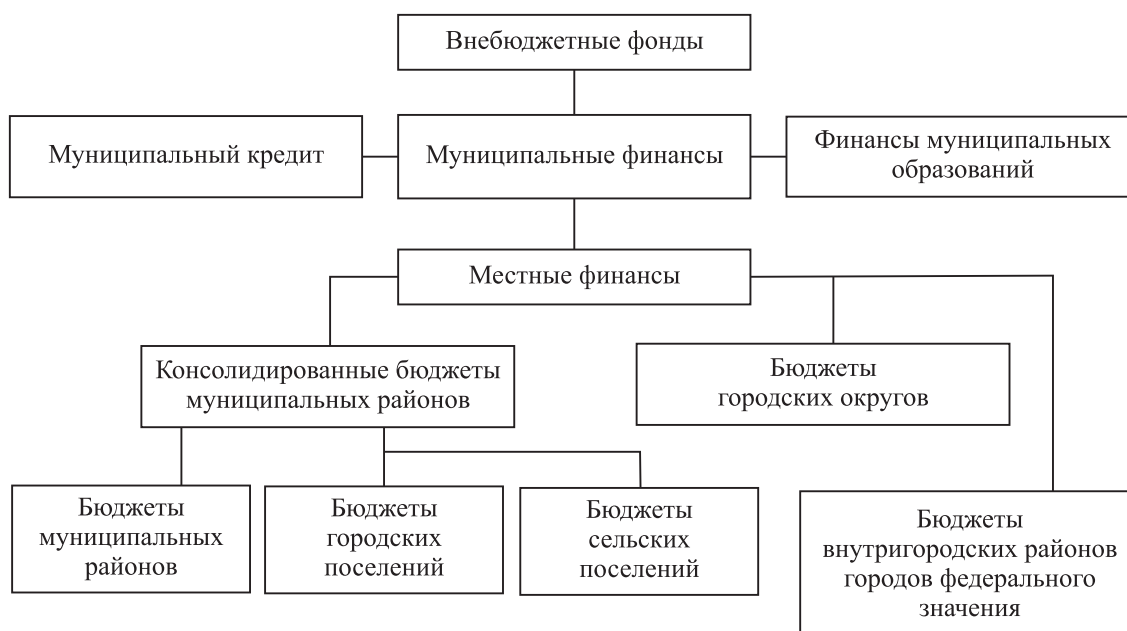 Внебюджетные фонды
Муниципальный кредит
Муниципальные финансы
Финансы муниципальных
образований
Местные финансы
Консолидированные бюджеты
муниципальных районов
Бюджеты
городских округов
Бюджеты
муниципальных
районов
Бюджеты
городских
поселений
Бюджеты
сельских
поселений
Бюджеты
внутригородских районов
городов федерального
значения